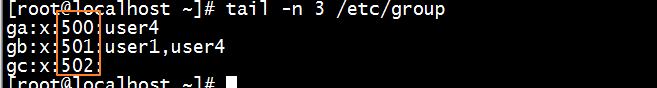 [root@localhost ~]# tail -n 3 /etc/group
ga:x:500:user4
gb:x:501:user1,user4
gc:x:502:
[root@localhost ~]#